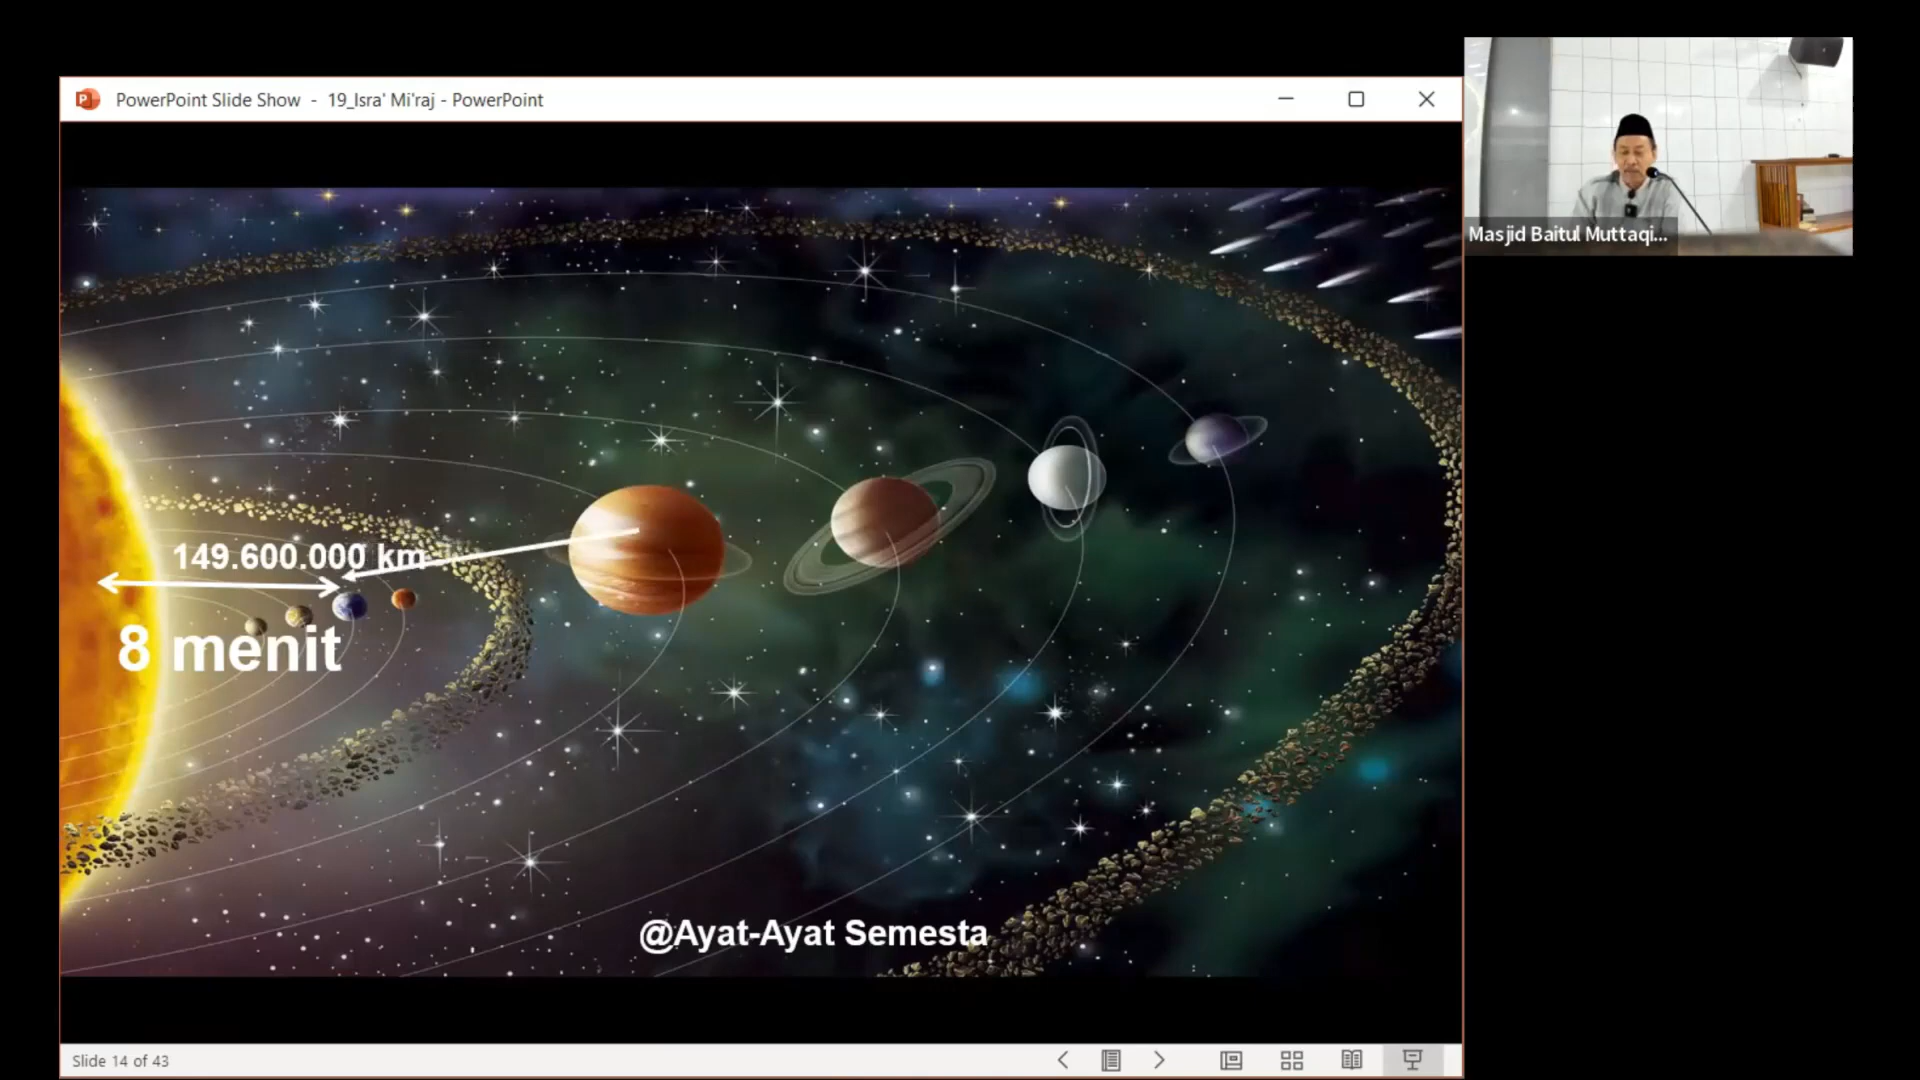 PowerPoint Slide Show - 19_Isra' Mi'raj - PowerPoint
Masjid Baitul Muttaqi...
149.600.000 km
8 menit
@Ayat-Ayat Semesta
Slide 14 of 43